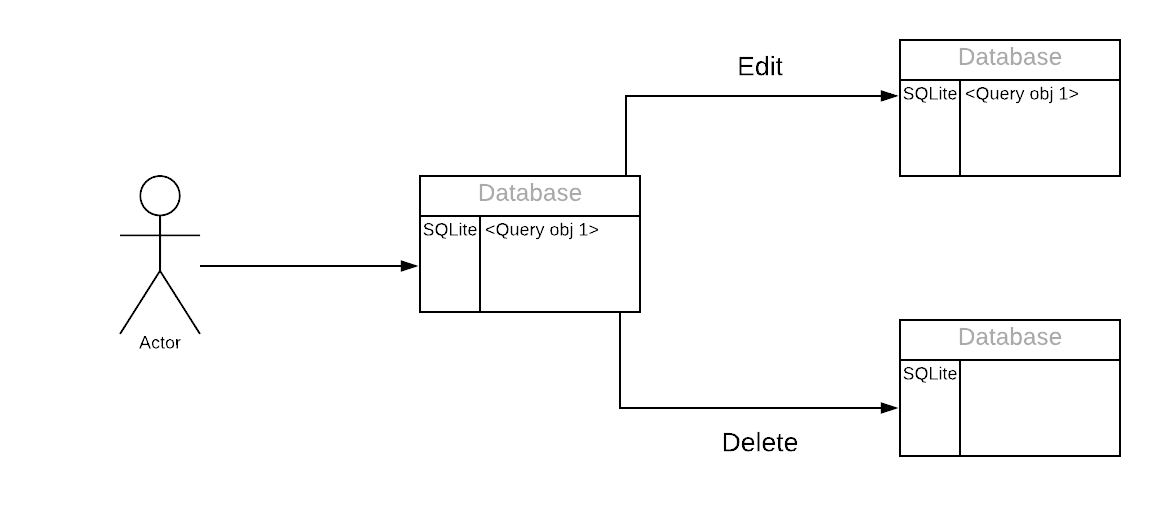 Edit
Database
SQLite <Query obj 1>
Database
SQLite <Query obj 1>
Actor
Database
SQLite
Delete